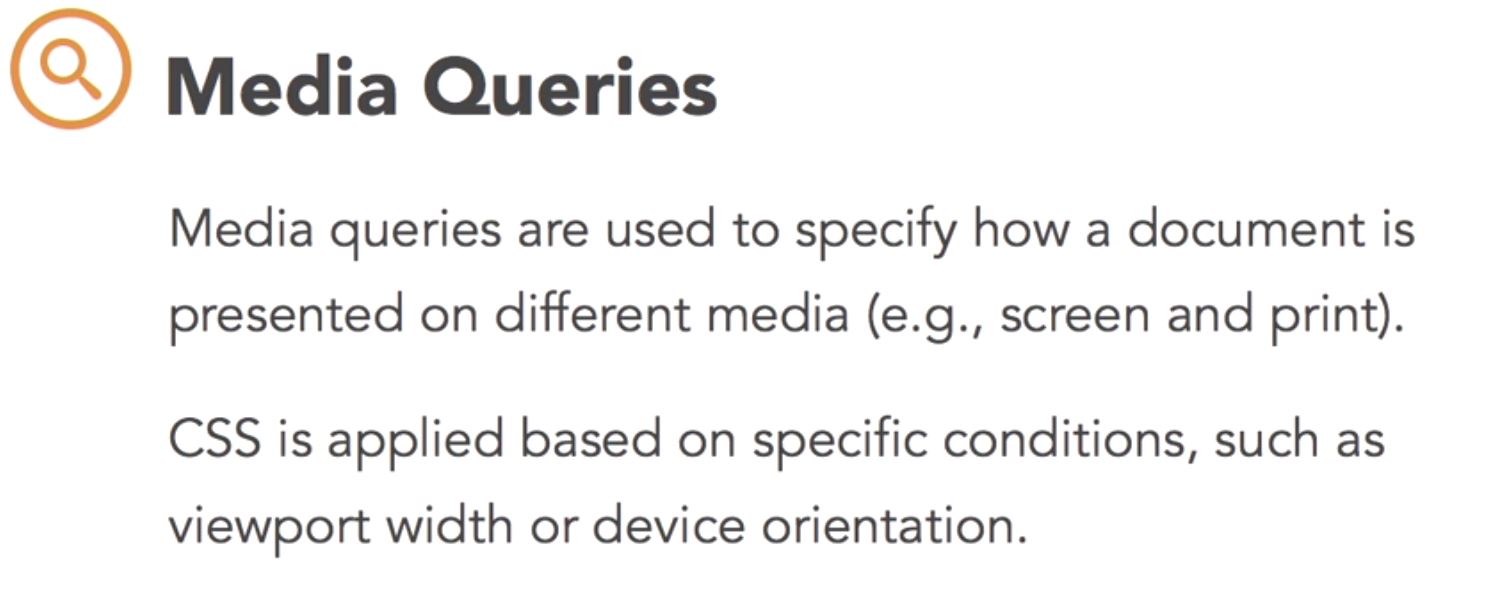 Media Queries
Media queries are used to specify how a document is
presented on different media (e.g., screen and print).
CSS is applied based on specific conditions, such as
viewport width or device orientation.